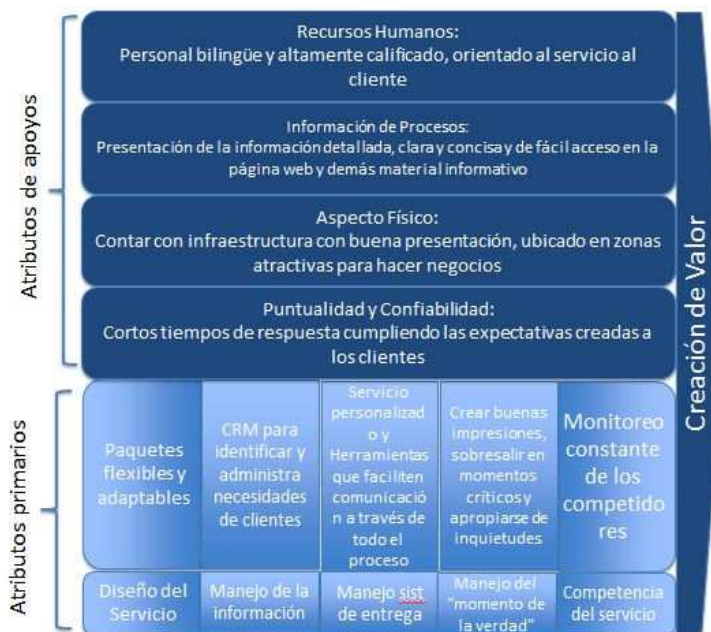 Atributos de apoyos
Recursos Humanos:
Personal bilingüe y altamente calificado, orientado al servicio al
cliente
Información de Procesos:
Presentación de la información detallada, clara y concisa y de fácil acceso en la
página web y demás material informativo
Aspecto Físico:
Contar con infraestructura con buena presentación, ubicado en zonas
atractivas para hacer negocios
Puntualidad y Confiabilidad:
Cortos tiempos de respuesta cumpliendo las expectativas creadas a
los clientes
Atributos primarios
Paquetes
flexibles y
adaptables
CRM para
identificar y
administra
necesidades
de clientes
Servicio
personalizad
o y
Herramientas
que faciliten
comunicació
n a través de
todo el
proceso
Crear buenas
impresiones,
sobresalir en
momentos
críticos y
apropiarse de
inquietudes
Monitoreo
constante
de los
competido
res
Diseño del
Servicio
Manejo de la
información
Manejo sist
de entrega
Manejo del
"momento de
la verdad"
Competencia
del servicio
Creación de Valor